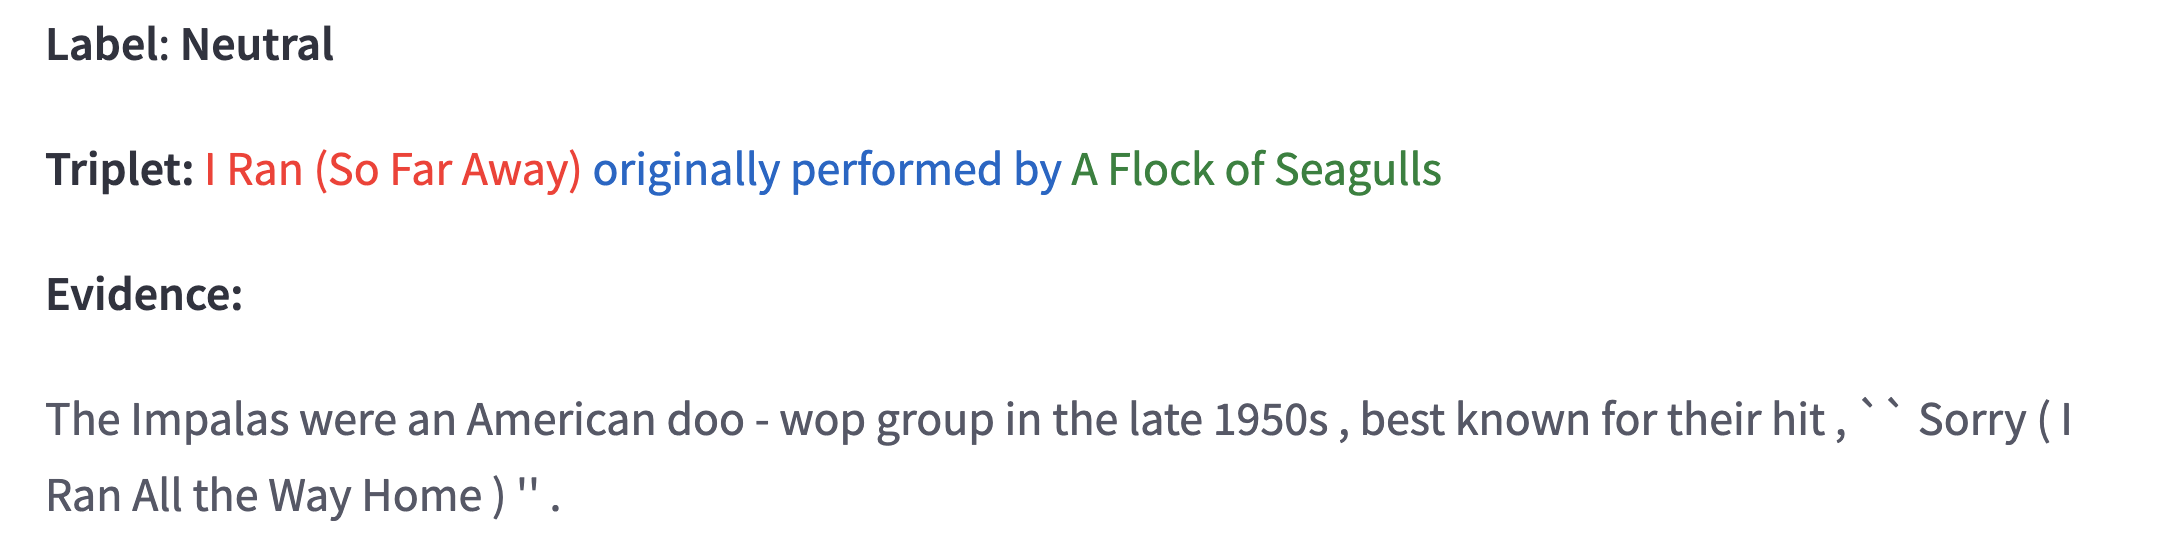 Label: Neutral
Triplet: I Ran (So Far Away) originally performed by A Flock of Seagulls
Evidence:
The Impalas were an American doo - wop group in the late 1950s , best known for their hit , ` ` Sorry ( I
Ran All the Way Home ) '' .